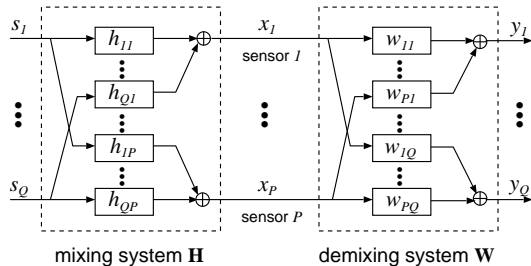 s1 x1 y1
h11 w11
sensor 1
hQ1 wP1
h1P w1Q
sQ xP yQ
hQP wPQ
sensor P
mixing system H demixing system W